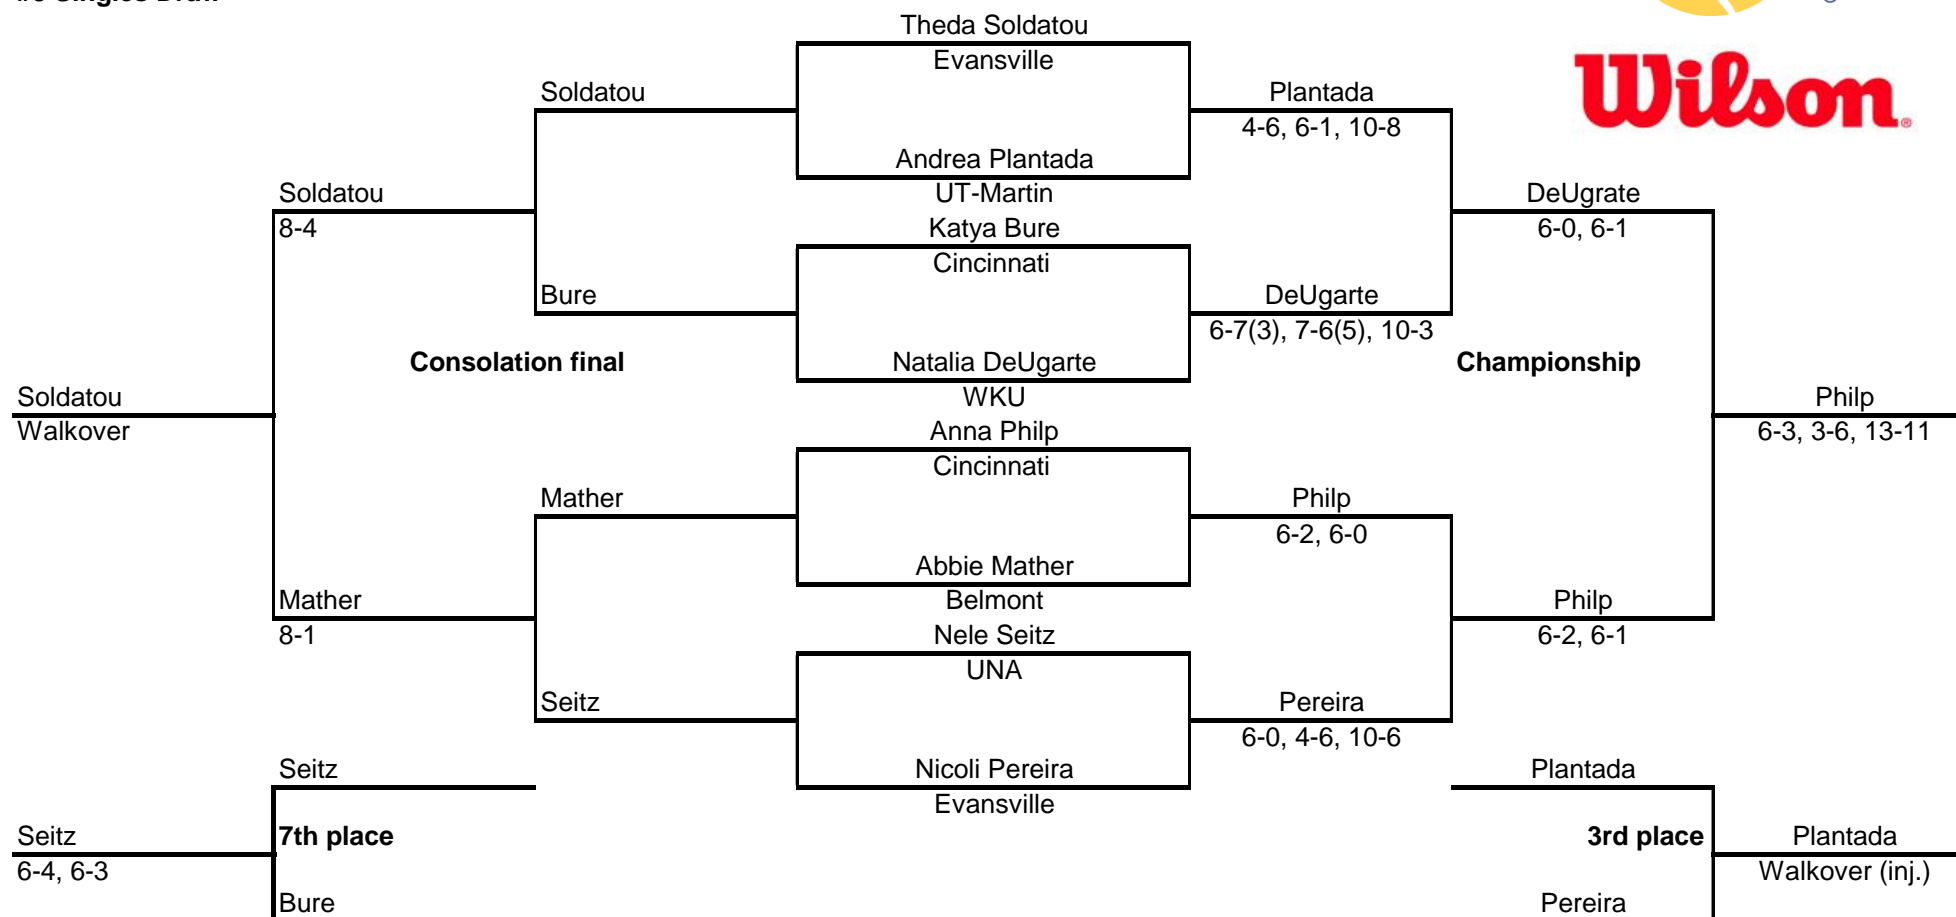 Theda Soldatou
Evansville
Soldatou
Plantada
4-6, 6-1, 10-8
Wilson
Andrea Plantada
UT-Martin
Soldatou
8-4
DeUgrate
6-0, 6-1
Katya Bure
Cincinnati
Bure
DeUgarte
6-7(3), 7-6(5), 10-3
Consolation final
Natalia DeUgarte
WKU
Championship
Soldatou
Walkover
Philp
6-3, 3-6, 13-11
Anna Philp
Cincinnati
Mather
Philp
6-2, 6-0
Abbie Mather
Belmont
Mather
8-1
Philp
6-2, 6-1
Nele Seitz
UNA
Seitz
Pereira
6-0, 4-6, 10-6
Seitz
Nicoli Pereira
Evansville
Plantada
Seitz
6-4, 6-3
7th place
3rd place
Plantada
Walkover (inj.)
Bure
Pereira